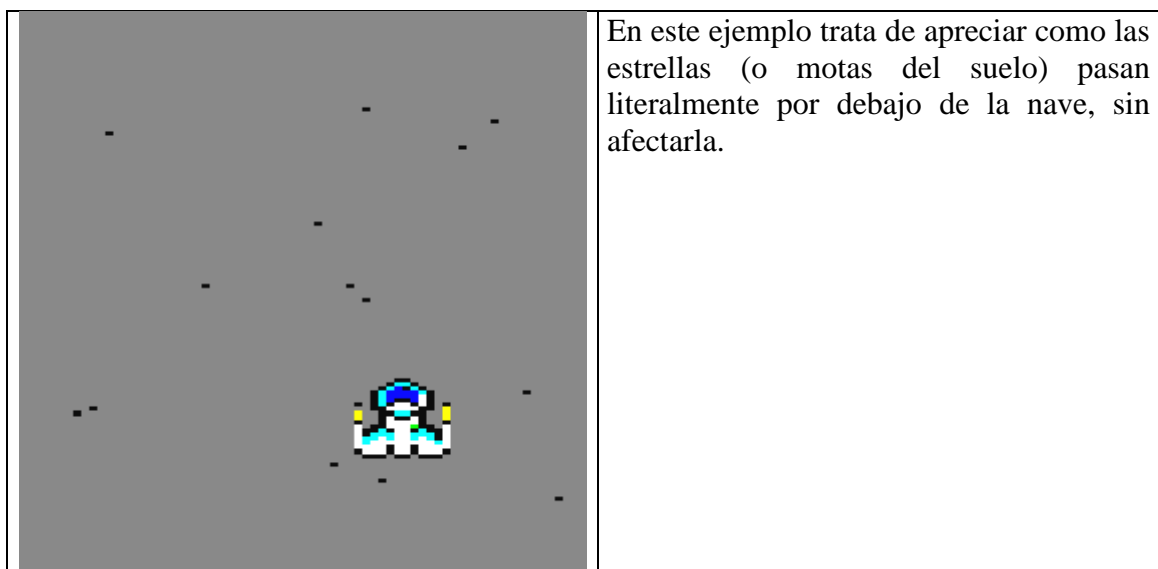 En este ejemplo trata de apreciar como las
estrellas (o motas del suelo) pasan
literalmente por debajo de la nave, sin
afectarla.